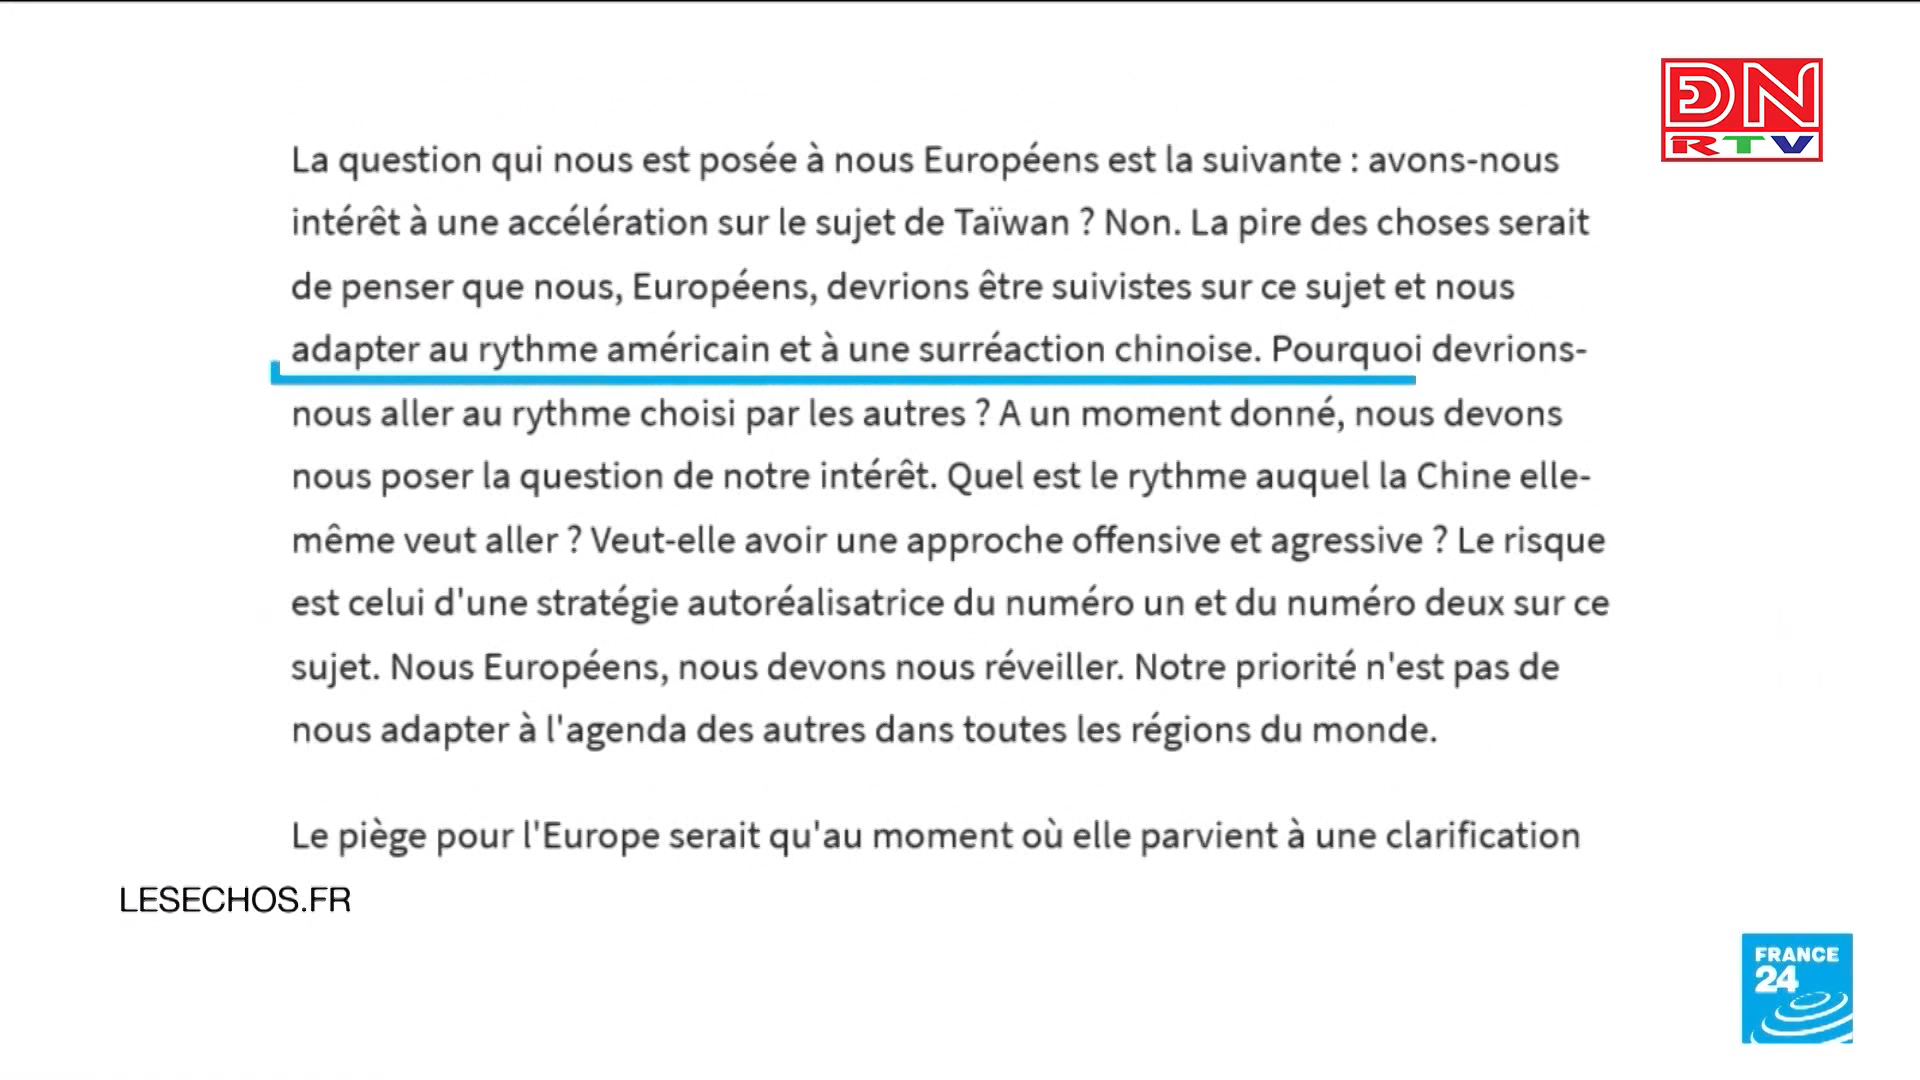 ĐN
RTV
La question qui nous est posée à nous Européens est la suivante : avons-nous
intérêt à une accélération sur le sujet de Taïwan ? Non. La pire des choses serait
de penser que nous, Européens, devrions être suivistes sur ce sujet et nous
adapter au rythme américain et à une surréaction chinoise. Pourquoi devrions-
nous aller au rythme choisi par les autres ? A un moment donné, nous devons
nous poser la question de notre intérêt. Quel est le rythme auquel la Chine elle-
même veut aller ? Veut-elle avoir une approche offensive et agressive ? Le risque
est celui d'une stratégie autoréalisatrice du numéro un et du numéro deux sur ce
sujet. Nous Européens, nous devons nous réveiller. Notre priorité n'est pas de
nous adapter à l'agenda des autres dans toutes les régions du monde.
Le piège pour l'Europe serait qu'au moment où elle parvient à une clarification
LESECHOS.FR
FRANCE
24